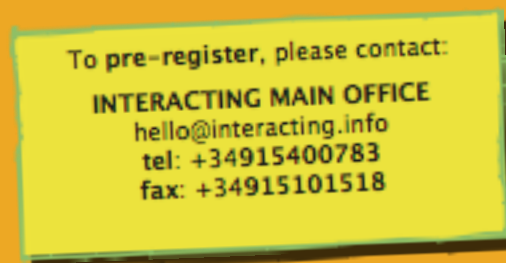 To pre-register, please contact:
INTERACTING MAIN OFFICE
hello@interacting.info
tel: +34915400783
fax: +34915101518